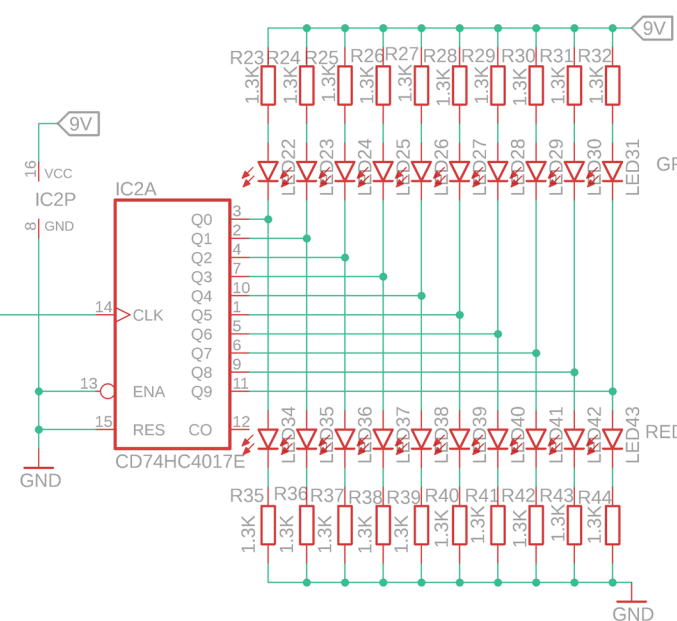 9V
R23 R24 R25 R26 R27 R28 R29 R30 R31 R32
1.3K 1.3K 1.3K 1.3K 1.3K 1.3K 1.3K 1.3K 1.3K 1.3K
9V
LED22 LED23 LED24 LED25 LED26 LED27 LED28 LED29 LED30 LED31
GR
16 VCC
IC2P
8 GND
IC2A
Q0 3
Q1 2
Q2 4
Q3 7
Q4 10
14 CLK Q5 1
Q6 5
Q7 6
Q8 9
13 ENA Q9 11
15 RES CO 12
LED34 LED35 LED36 LED37 LED38 LED39 LED40 LED41 LED42 LED43
RED
CD74HC4017E
GND
R35 R36 R37 R38 R39 R40 R41 R42 R43 R44
1.3K 1.3K 1.3K 1.3K 1.3K 1.3K 1.3K 1.3K 1.3K 1.3K
GND